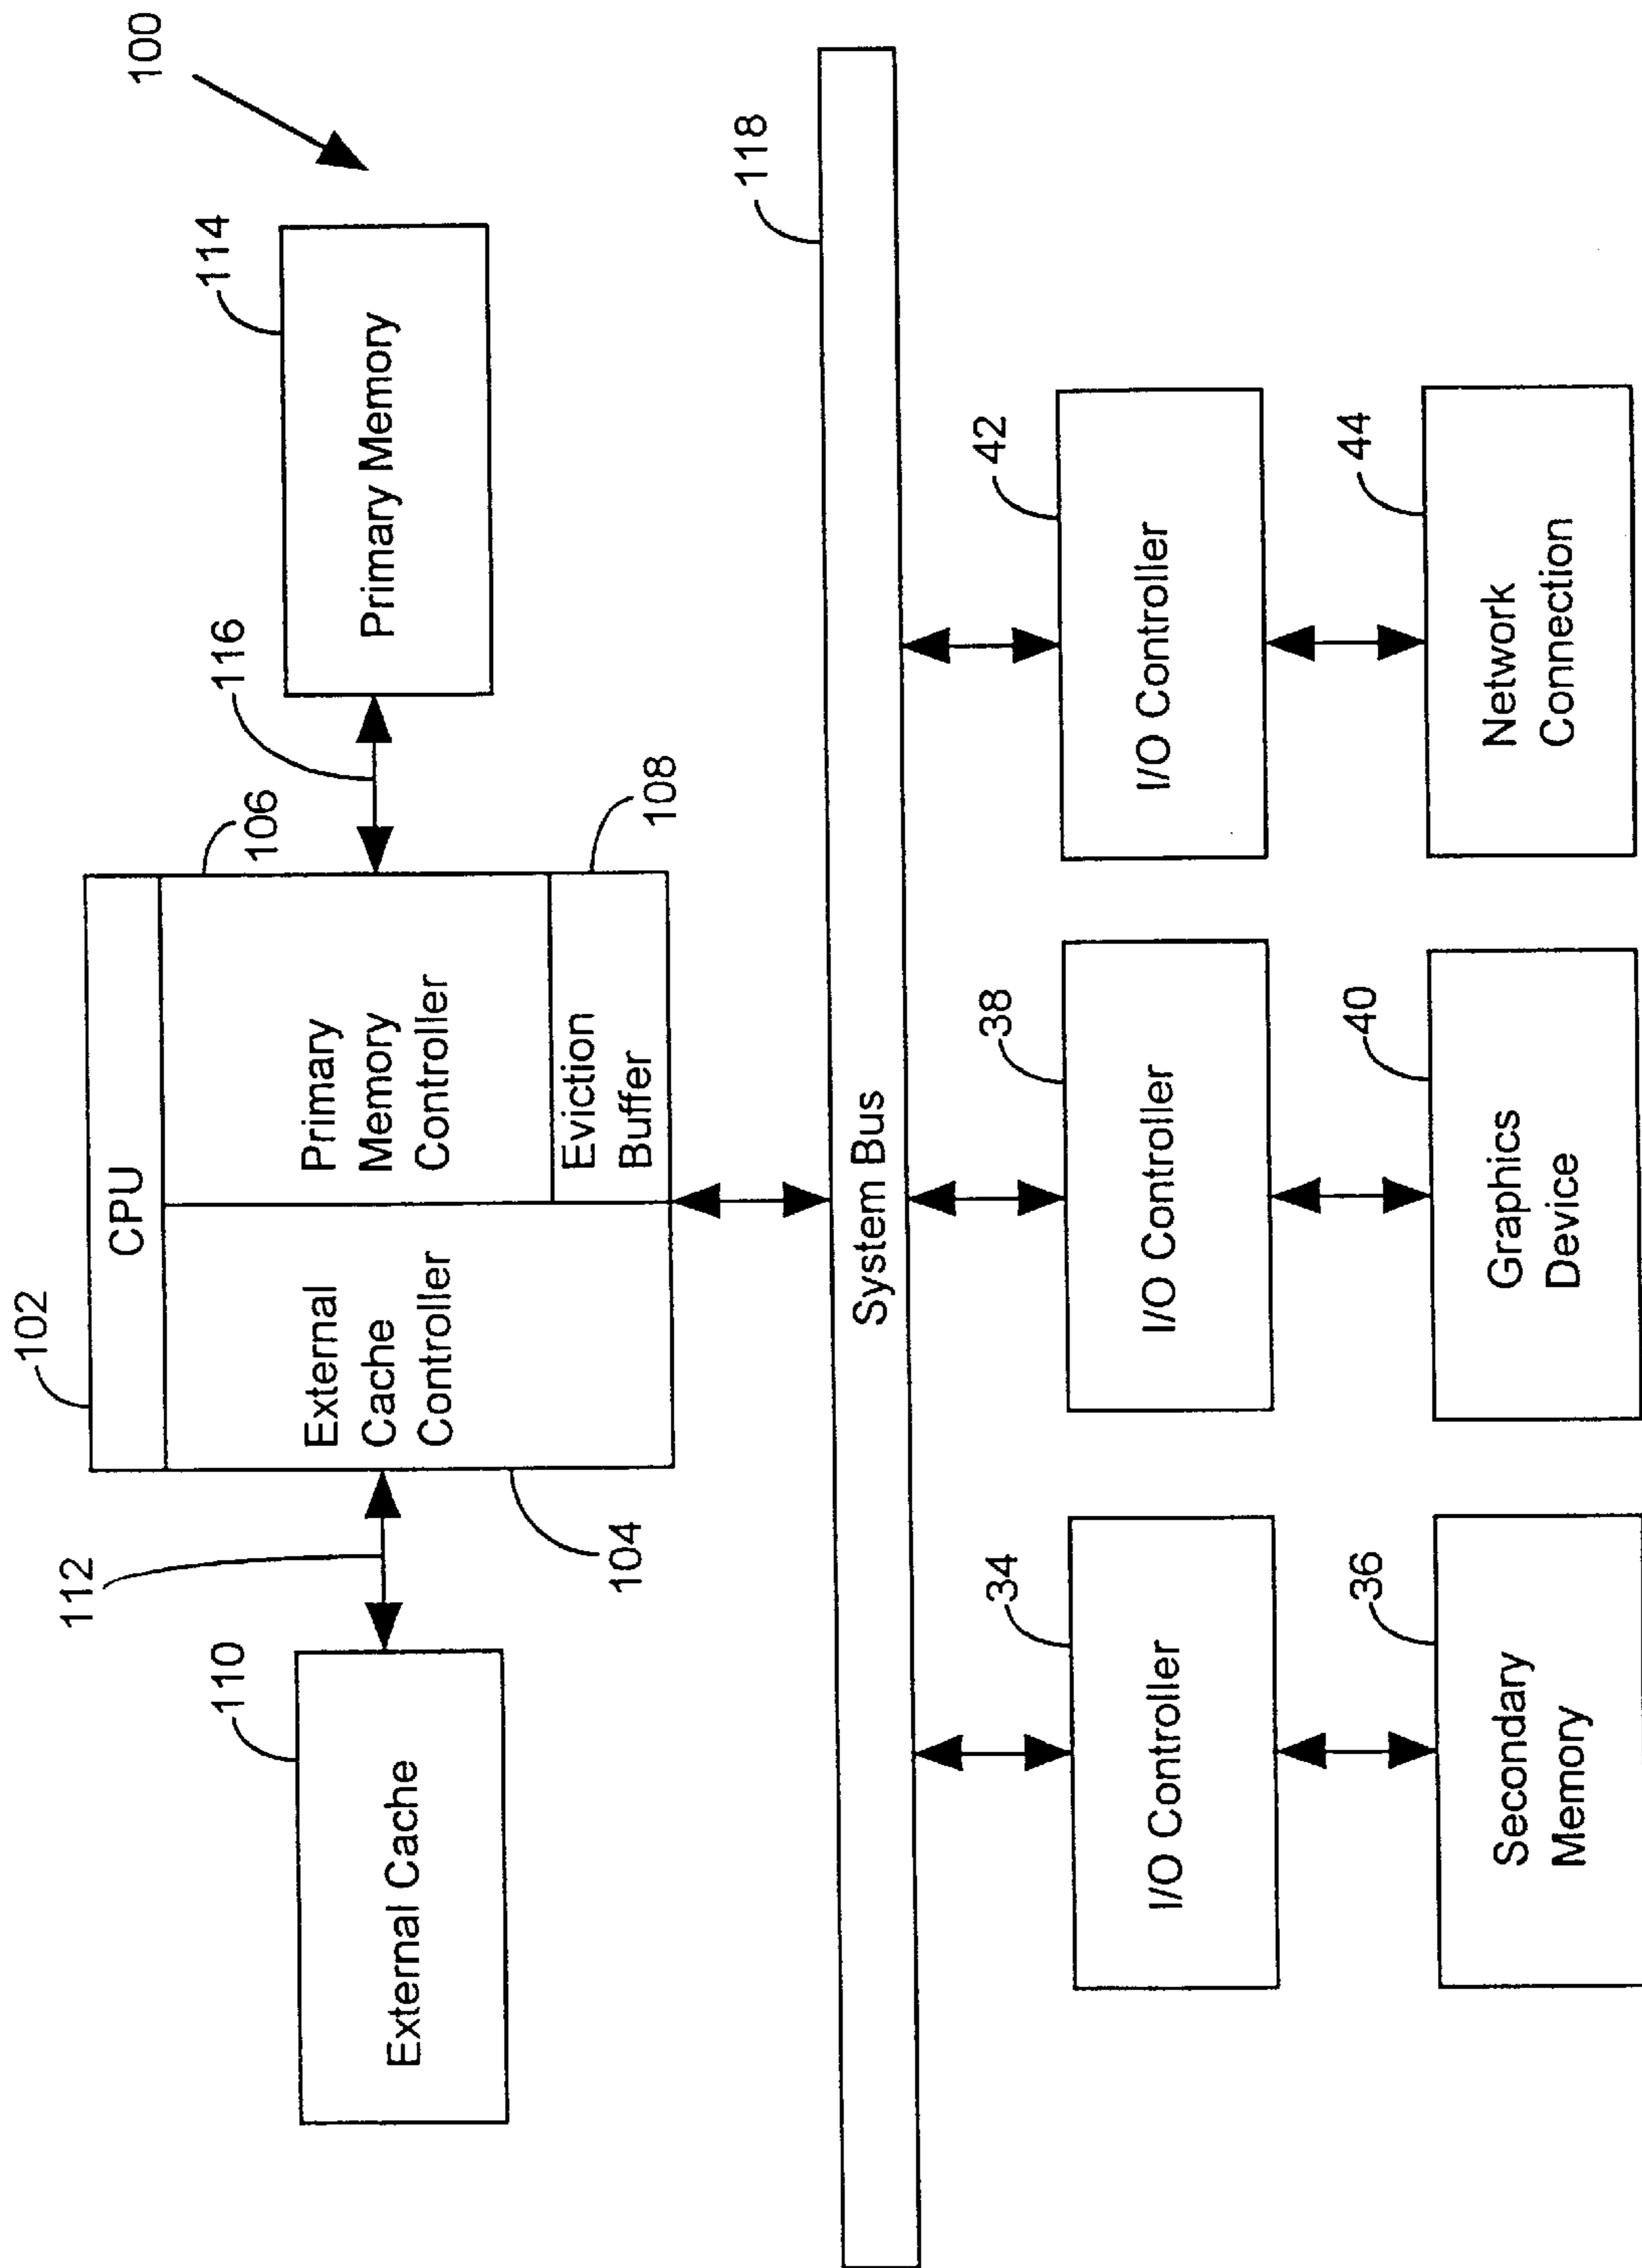 100
102
CPU
110
112
106
116
114
External Cache
External
Cache
Controller
Primary
Memory
Controller
Primary Memory
104
Eviction
Buffer
108
118
System Bus
34
38
42
I/O Controller
I/O Controller
I/O Controller
36
40
44
Secondary
Memory
Graphics
Device
Network
Connection